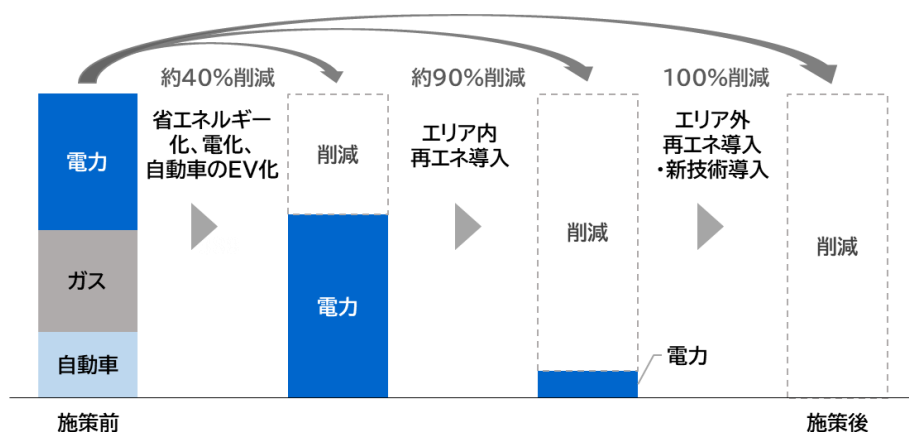 約40%削減
約90%削減
100%削減
省エネルギー
化、電化、
自動車のEV化
エリア内
再エネ導入
エリア外
再エネ導入
・新技術導入
電力
ガス
自動車
削減
電力
削減
電力
削減
施策前
施策後